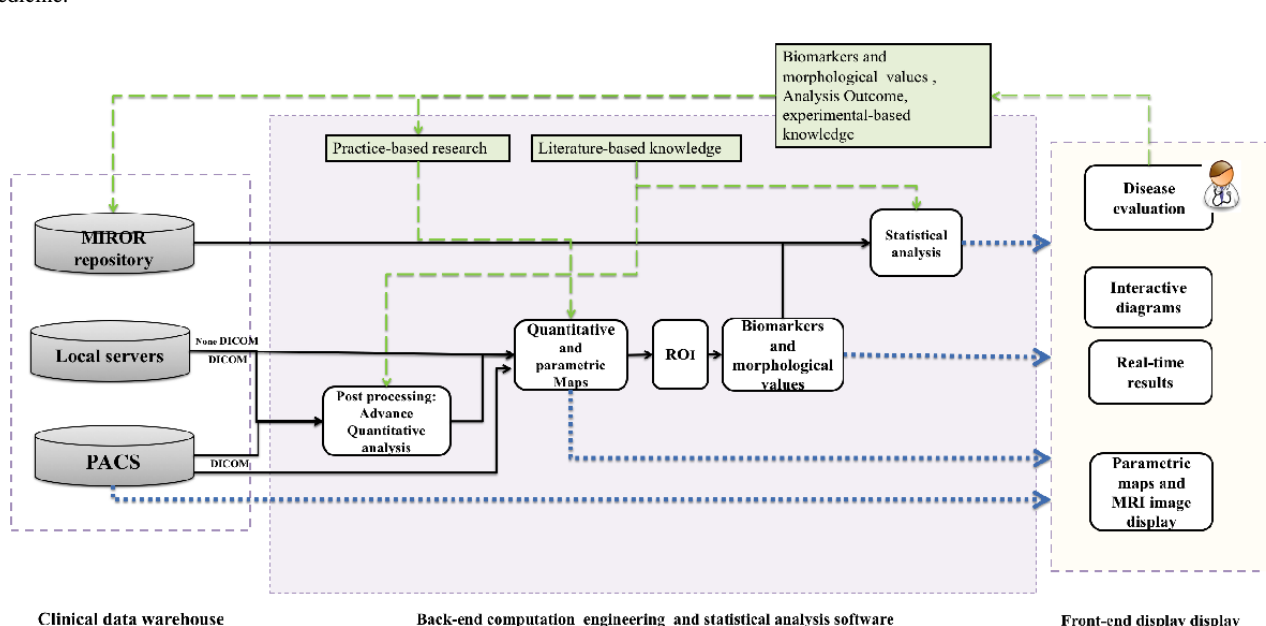 edicine.
Biomarkers and
morphological values ,
Analysis Outcome,
experimental-based
knowledge
Practice-based research
Literature-based knowledge
Disease
evaluation
MIROR
repository
Statistical
analysis
Interactive
diagrams
Local servers
None DICOM
DICOM
Quantitative
and
parametric
Maps
ROI
Biomarkers
and
morphological
values
Real-time
results
Post processing:
Advance
Quantitative
analysis
PACS
DICOM
Parametric
maps and
MRI image
display
Clinical data warehouse
Back-end computation engineering and statistical analysis software
Front-end display display